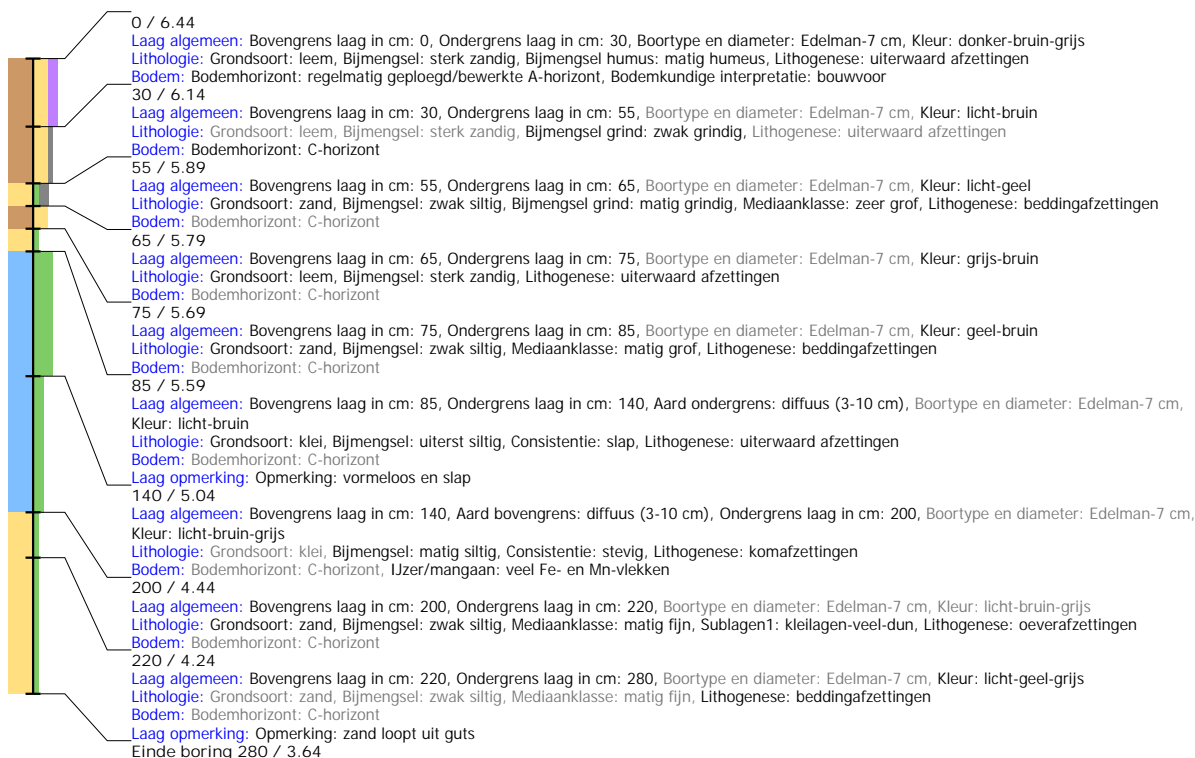 0 / 6.44
Laag algemeen: Bovengrens laag in cm: 0, Ondergrens laag in cm: 30, Boortype en diameter: Edelman-7 cm, Kleur: donker-bruin-grijs
Lithologie: Grondsoort: leem, Bijmengsel: sterk zandig, Bijmengsel humus: matig humeus, Lithogenese: uiterwaard afzettingen
Bodem: Bodemhorizont: regelmatig geploegd/bewerkte A-horizont, Bodemkundige interpretatie: bouwvoor
30 / 6.14
Laag algemeen: Bovengrens laag in cm: 30, Ondergrens laag in cm: 55, Boortype en diameter: Edelman-7 cm, Kleur: licht-bruin
Lithologie: Grondsoort: leem, Bijmengsel: sterk zandig, Bijmengsel grind: zwak grindig, Lithogenese: uiterwaard afzettingen
Bodem: Bodemhorizont: C-horizont
55 / 5.89
Laag algemeen: Bovengrens laag in cm: 55, Ondergrens laag in cm: 65, Boortype en diameter: Edelman-7 cm, Kleur: licht-geel
Lithologie: Grondsoort: zand, Bijmengsel: zwak siltig, Bijmengsel grind: matig grindig, Mediaanklasse: zeer grof, Lithogenese: beddingafzettingen
Bodem: Bodemhorizont: C-horizont
65 / 5.79
Laag algemeen: Bovengrens laag in cm: 65, Ondergrens laag in cm: 75, Boortype en diameter: Edelman-7 cm, Kleur: grijs-bruin
Lithologie: Grondsoort: leem, Bijmengsel: sterk zandig, Lithogenese: uiterwaard afzettingen
Bodem: Bodemhorizont: C-horizont
75 / 5.69
Laag algemeen: Bovengrens laag in cm: 75, Ondergrens laag in cm: 85, Boortype en diameter: Edelman-7 cm, Kleur: geel-bruin
Lithologie: Grondsoort: zand, Bijmengsel: zwak siltig, Mediaanklasse: matig grof, Lithogenese: beddingafzettingen
Bodem: Bodemhorizont: C-horizont
85 / 5.59
Laag algemeen: Bovengrens laag in cm: 85, Ondergrens laag in cm: 140, Aard ondergrens: diffuus (3-10 cm), Boortype en diameter: Edelman-7 cm,
Kleur: licht-bruin
Lithologie: Grondsoort: klei, Bijmengsel: uiterst siltig, Consistentie: slap, Lithogenese: uiterwaard afzettingen
Bodem: Bodemhorizont: C-horizont
Laag opmerking: Opmerking: vormeloos en slap
140 / 5.04
Laag algemeen: Bovengrens laag in cm: 140, Aard bovengrens: diffuus (3-10 cm), Ondergrens laag in cm: 200, Boortype en diameter: Edelman-7 cm,
Kleur: licht-bruin-grijs
Lithologie: Grondsoort: klei, Bijmengsel: matig siltig, Consistentie: stevig, Lithogenese: komafzettingen
Bodem: Bodemhorizont: C-horizont, IJzer/mangaan: veel Fe- en Mn-vlekken
200 / 4.44
Laag algemeen: Bovengrens laag in cm: 200, Ondergrens laag in cm: 220, Boortype en diameter: Edelman-7 cm, Kleur: licht-bruin-grijs
Lithologie: Grondsoort: zand, Bijmengsel: zwak siltig, Mediaanklasse: matig fijn, Sublagen1: kleilagen-veel-dun, Lithogenese: oeverafzettingen
Bodem: Bodemhorizont: C-horizont
220 / 4.24
Laag algemeen: Bovengrens laag in cm: 220, Ondergrens laag in cm: 280, Boortype en diameter: Edelman-7 cm, Kleur: licht-geel-grijs
Lithologie: Grondsoort: zand, Bijmengsel: zwak siltig, Mediaanklasse: matig fijn, Lithogenese: beddingafzettingen
Bodem: Bodemhorizont: C-horizont
Laag opmerking: Opmerking: zand loopt uit guts
Einde boring 280 / 3.64